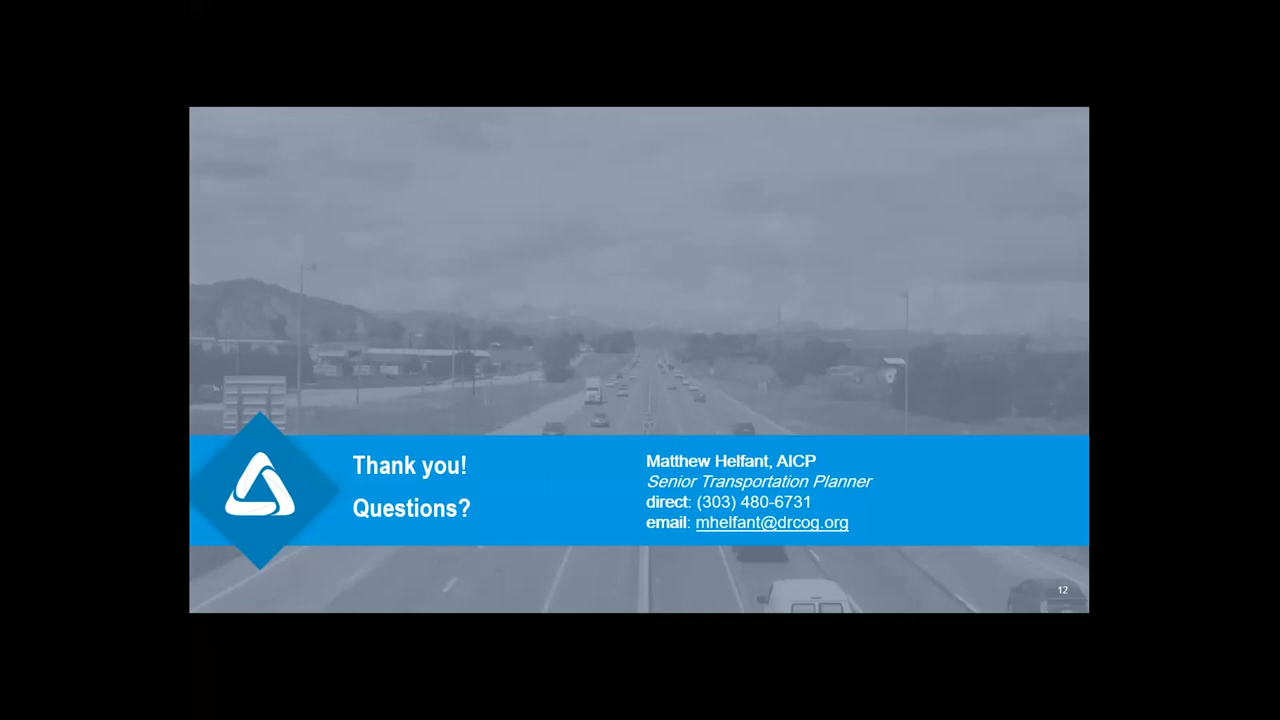 Thank you!
Questions?
Matthew Helfant, AICP
Senior Transportation Planner
direct: (303) 480-6731
email: mhelfant@drcog.org
12